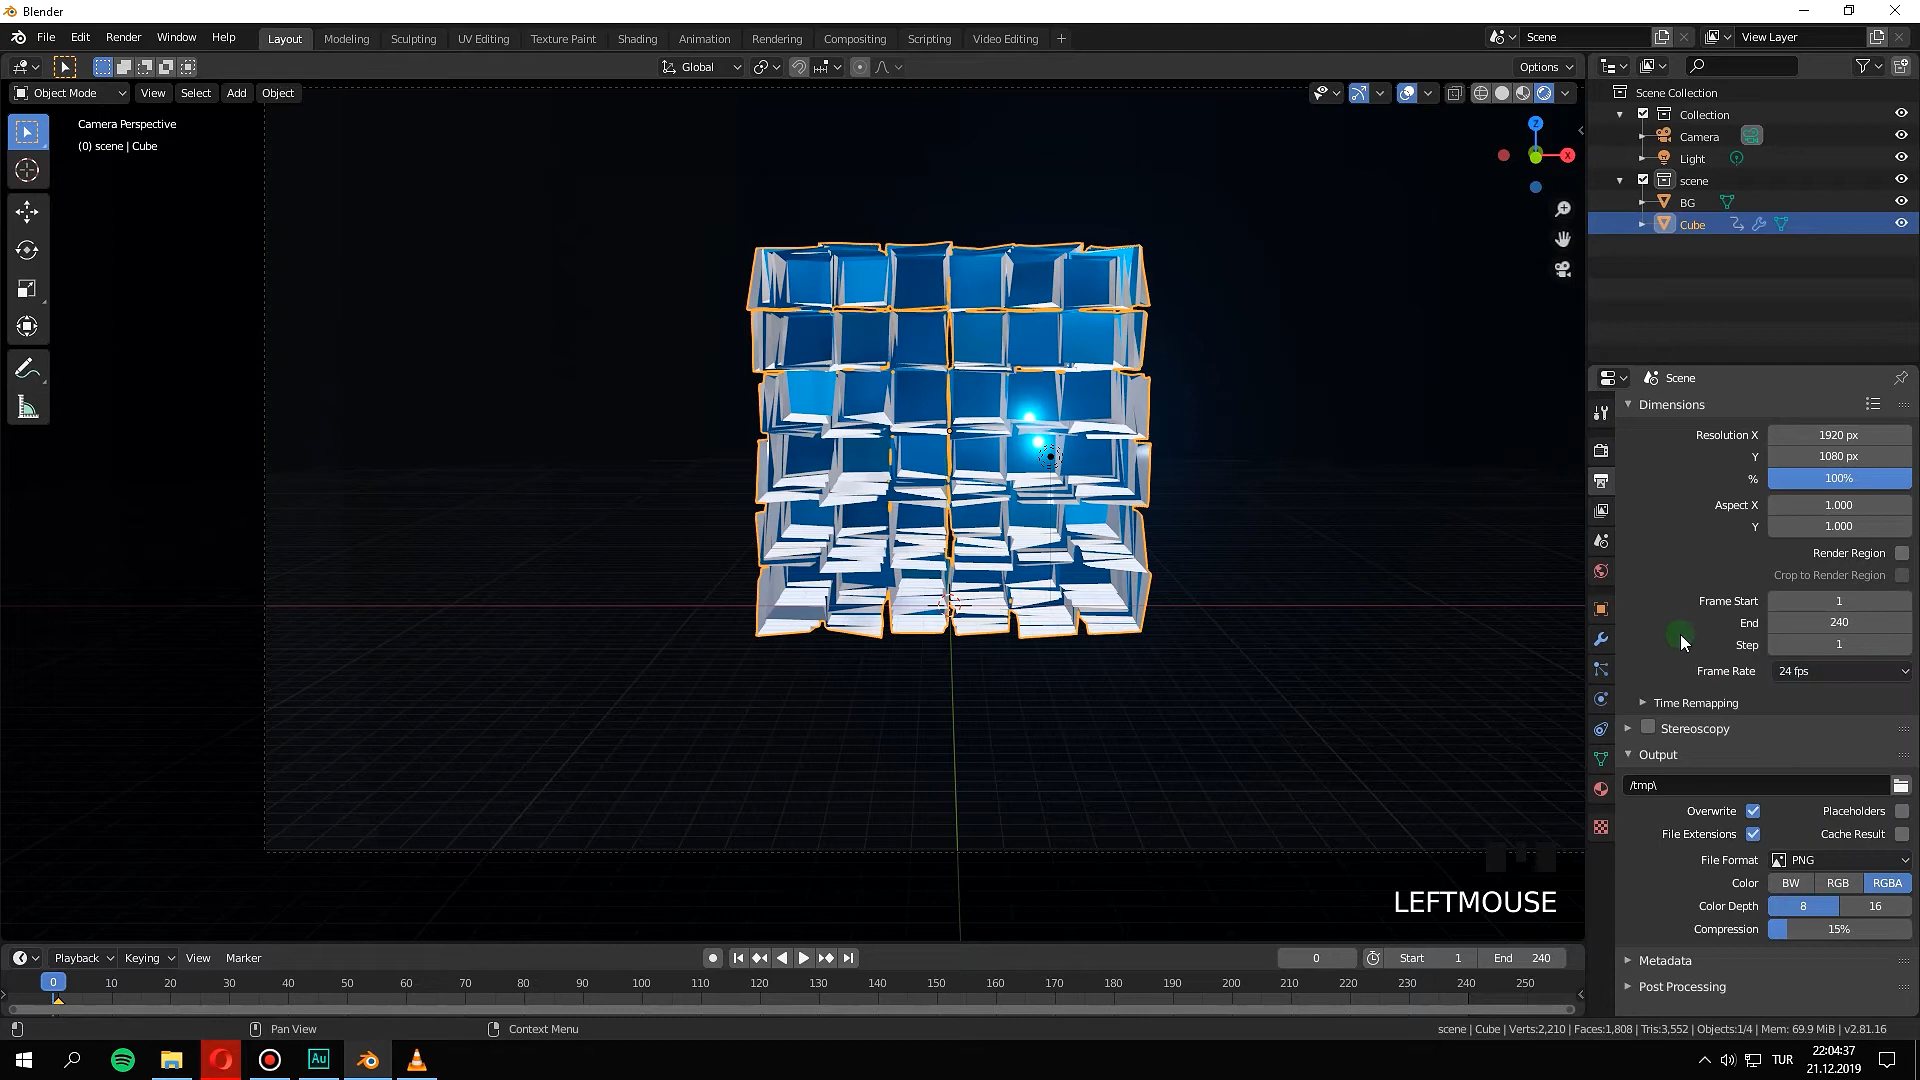 Blender
File Edit Render Window Help Layout Modeling Sculpting UV Editing Texture Paint Shading Animation Rendering Compositing Scripting Video Editing + Scene View Layer
Global Options
Object Mode View Select Add Object
Camera Perspective
(0) scene | Cube
Z
X
Scene Collection
Collection
Camera
Light
scene
BG
Cube
Scene
Dimensions
Resolution X 1920 px
Y 1080 px
% 100%
Aspect X 1.000
Y 1.000
Render Region
Crop to Render Region
Frame Start 1
End 240
Step 1
Frame Rate 24 fps
Time Remapping
Stereoscopy
Output
/tmp\
Overwrite Placeholders
File Extensions Cache Result
File Format PNG
Color BW RGB RGBA
Color Depth 8 16
Compression 15%
Metadata
Post Processing
LEFTMOUSE
Playback Keying View Marker 0 Start 1 End 240
0 10 20 30 40 50 60 70 80 90 100 110 120 130 140 150 160 170 180 190 200 210 220 230 240 250
Pan View Context Menu scene | Cube | Verts:2,210 | Faces:1,808 | Tris:3,552 | Objects:1/4 | Mem: 69.9 MiB | v2.81.16
Au TUR 22:04:37
21.12.2019